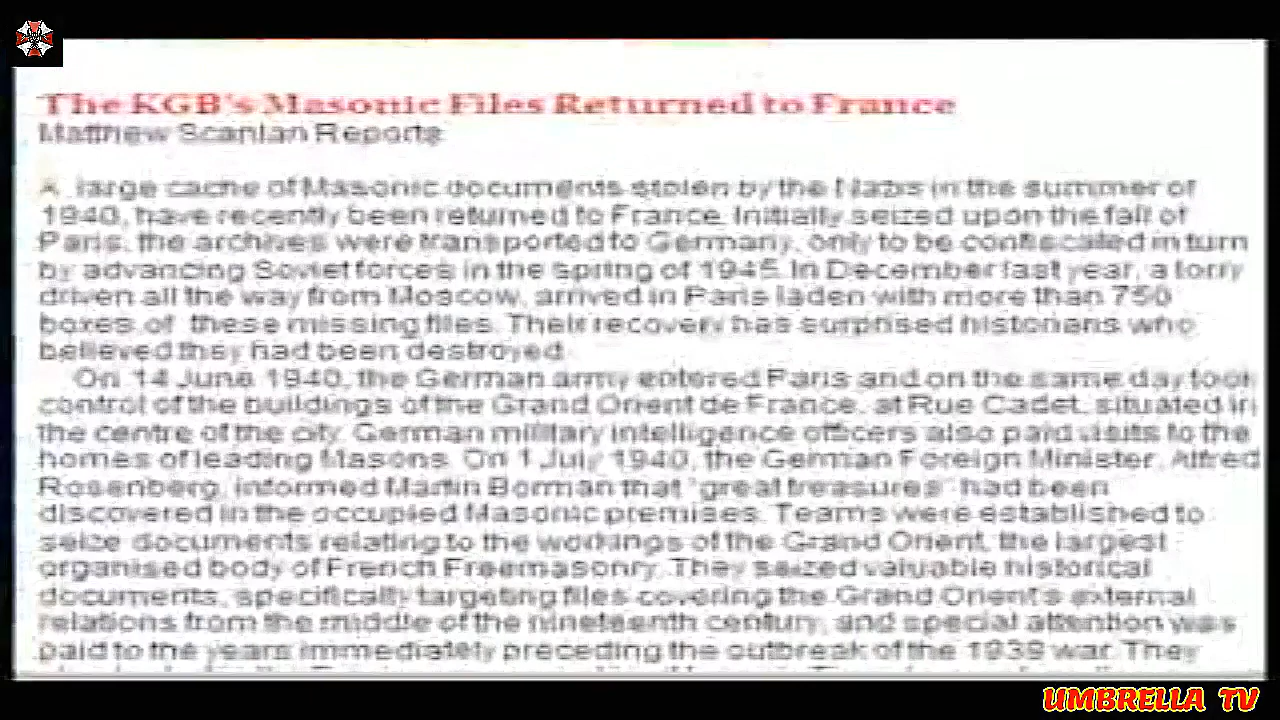 The KGB's Masonic Files Returned to France
Matthew Scanlan Reports
A large cache of Masonic documents stolen by the Nazis in the summer of
1940, have recently been returned to France. Initially seized upon the fall of
Paris, the archives were transported to Germany, only to be confiscated in turn
by advancing Soviet forces in the spring of 1945. In December last year, a lorry
driven all the way from Moscow, arrived in Paris laden with more than 750
boxes of these missing files. Their recovery has surprised historians who
believed they had been destroyed.
On 14 June 1940, the German army entered Paris and on the same day took
control of the buildings of the Grand Orient de France, at Rue Cadet, situated in
the centre of the city. German military intelligence officers also paid visits to the
homes of leading Masons. On 1 July 1940, the German Foreign Minister, Alfred
Rosenberg, informed Martin Borman that "great treasures" had been
discovered in the occupied Masonic premises. Teams were established to
seize documents relating to the workings of the Grand Orient, the largest
organised body of French Freemasonry. They seized valuable historical
documents, specifically targeting files covering the Grand Orient's external
relations from the middle of the nineteenth century, and special attention was
paid to the years immediately preceding the outbreak of the 1939 war. They
UMBRELLA TV